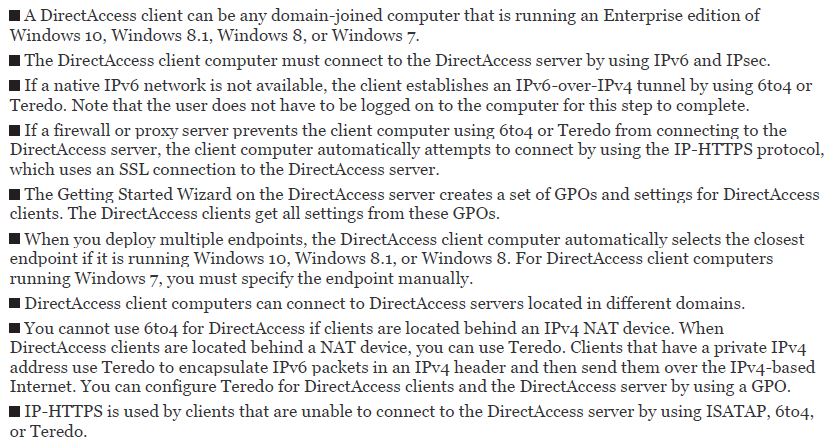 ■ A DirectAccess client can be any domain-joined computer that is running an Enterprise edition of
Windows 10, Windows 8.1, Windows 8, or Windows 7.
■ The DirectAccess client computer must connect to the DirectAccess server by using IPv6 and IPsec.
■ If a native IPv6 network is not available, the client establishes an IPv6-over-IPv4 tunnel by using 6to4 or
Teredo. Note that the user does not have to be logged on to the computer for this step to complete.
■ If a firewall or proxy server prevents the client computer using 6to4 or Teredo from connecting to the
DirectAccess server, the client computer automatically attempts to connect by using the IP-HTTPS protocol,
which uses an SSL connection to the DirectAccess server.
■ The Getting Started Wizard on the DirectAccess server creates a set of GPOs and settings for DirectAccess
clients. The DirectAccess clients get all settings from these GPOs.
■ When you deploy multiple endpoints, the DirectAccess client computer automatically selects the closest
endpoint if it is running Windows 10, Windows 8.1, or Windows 8. For DirectAccess client computers
running Windows 7, you must specify the endpoint manually.
■ DirectAccess client computers can connect to DirectAccess servers located in different domains.
■ You cannot use 6to4 for DirectAccess if clients are located behind an IPv4 NAT device. When
DirectAccess clients are located behind a NAT device, you can use Teredo. Clients that have a private IPv4
address use Teredo to encapsulate IPv6 packets in an IPv4 header and then send them over the IPv4-based
Internet. You can configure Teredo for DirectAccess clients and the DirectAccess server by using a GPO.
■ IP-HTTPS is used by clients that are unable to connect to the DirectAccess server by using ISATAP, 6to4,
or Teredo.